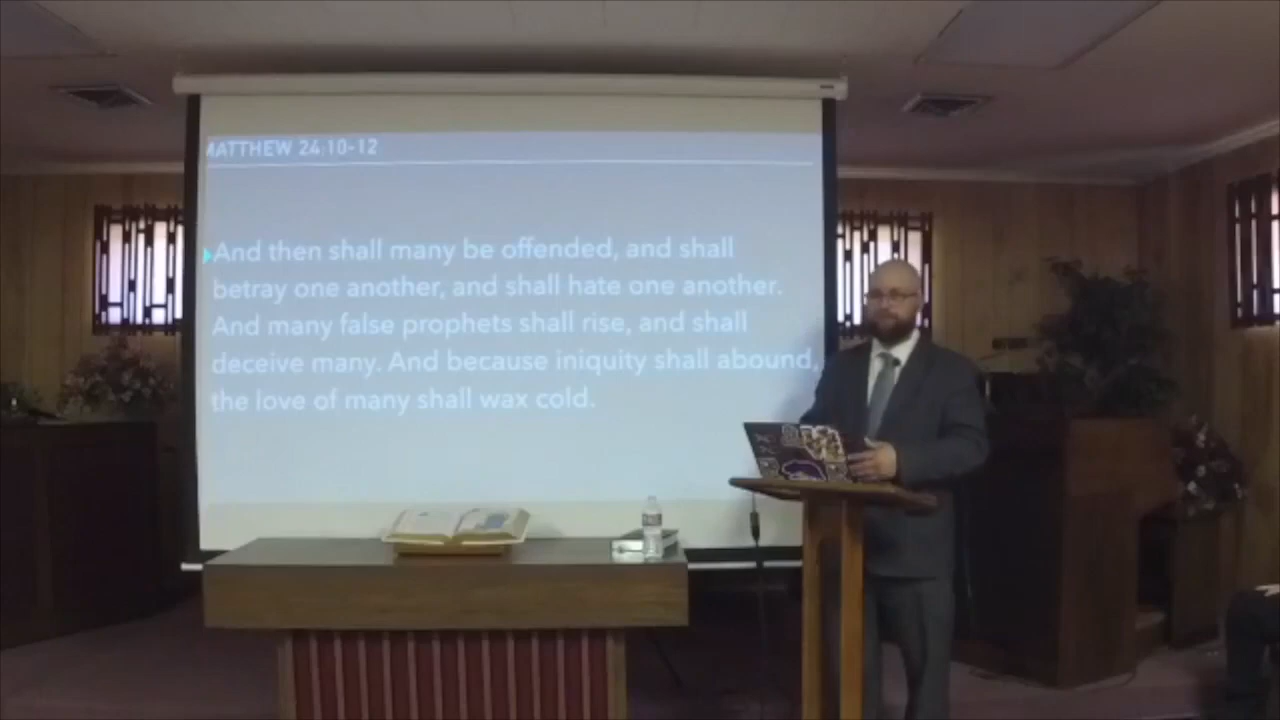 MATTHEW 24:10-12
And then shall many be offended, and shall
betray one another, and shall hate one another.
And many false prophets shall rise, and shall
deceive many. And because iniquity shall abound,
the love of many shall wax cold.